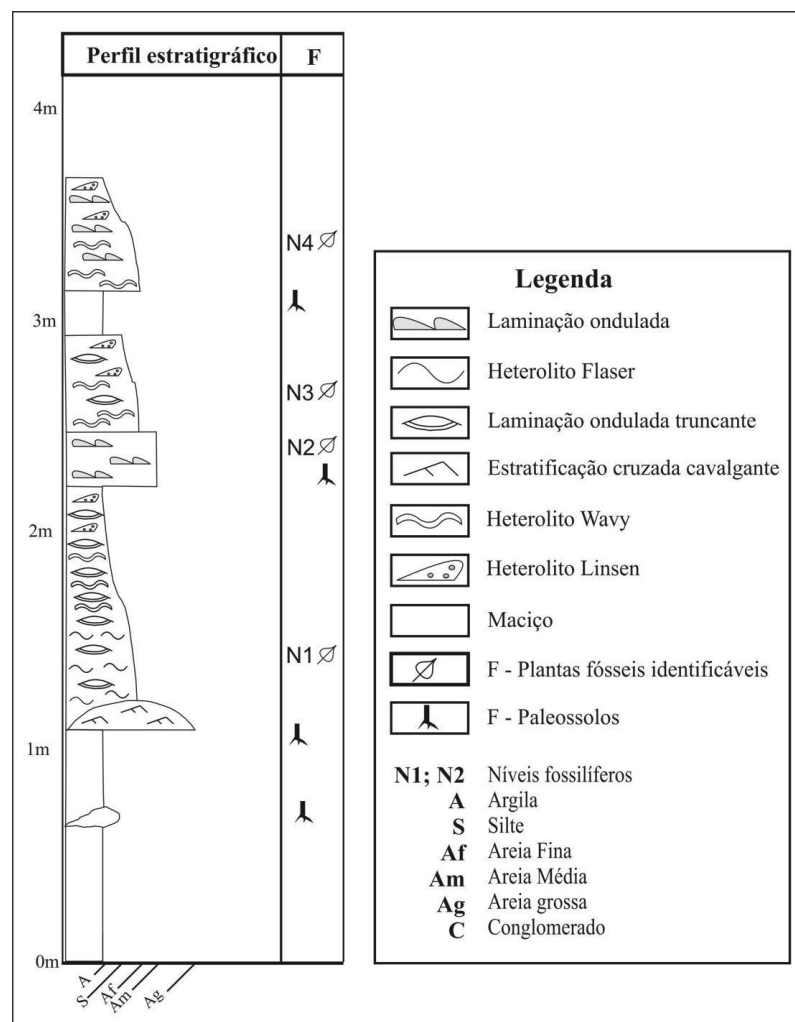 Perfil estratigráfico F
4m
N4
3m
N3
N2
2m
N1
1m
0m
A
S
Af
Am
Ag
Legenda
Laminação ondulada
Heterolito Flaser
Laminação ondulada truncante
Estratificação cruzada cavalgante
Heterolito Wavy
Heterolito Linsen
Maciço
F - Plantas fósseis identificáveis
F - Paleossolos
N1; N2 Níveis fossilíferos
A Argila
S Silte
Af Areia Fina
Am Areia Média
Ag Areia grossa
C Conglomerado